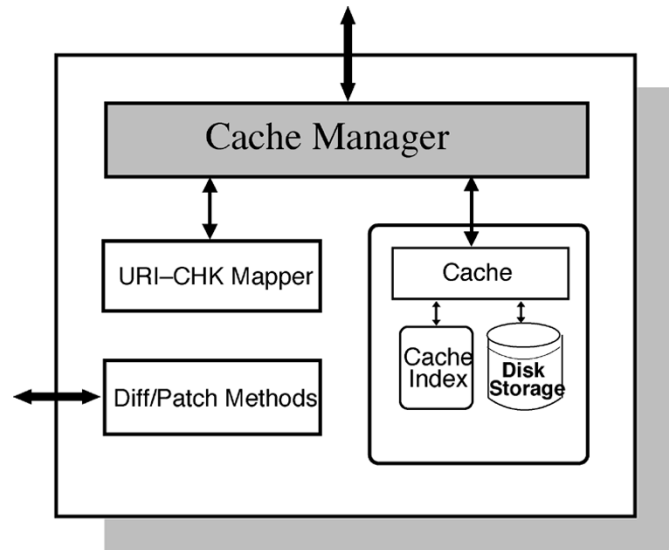 Cache Manager
URI–CHK Mapper
Cache
Cache
Index
Disk
Storage
Diff/Patch Methods